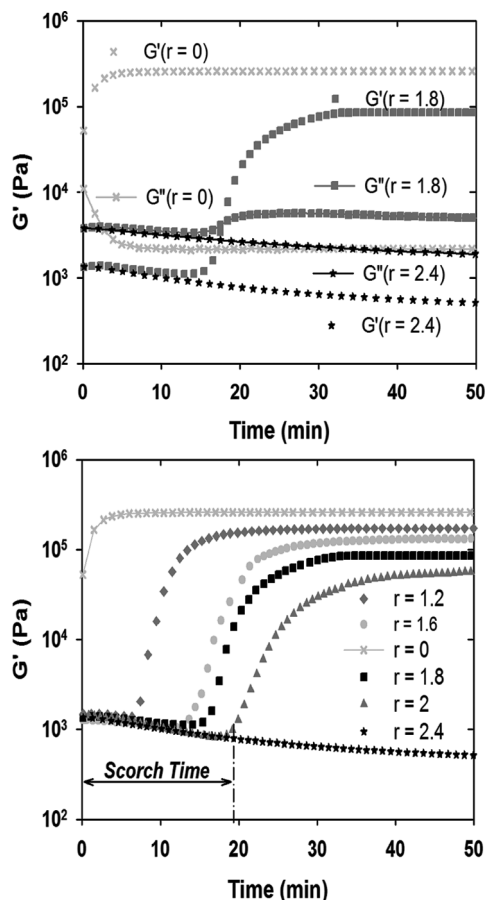 10⁶
G'(r = 0)
10⁵
G'(r = 1.8)
G' (Pa)
G"(r = 0)
G"(r = 1.8)
10⁴
10³
G"(r = 2.4)
G'(r = 2.4)
10²
0 10 20 30 40 50
Time (min)
10⁶
10⁵
G' (Pa)
r = 1.2
r = 1.6
r = 0
10⁴
r = 1.8
r = 2
r = 2.4
10³
Scorch Time
10²
0 10 20 30 40 50
Time (min)